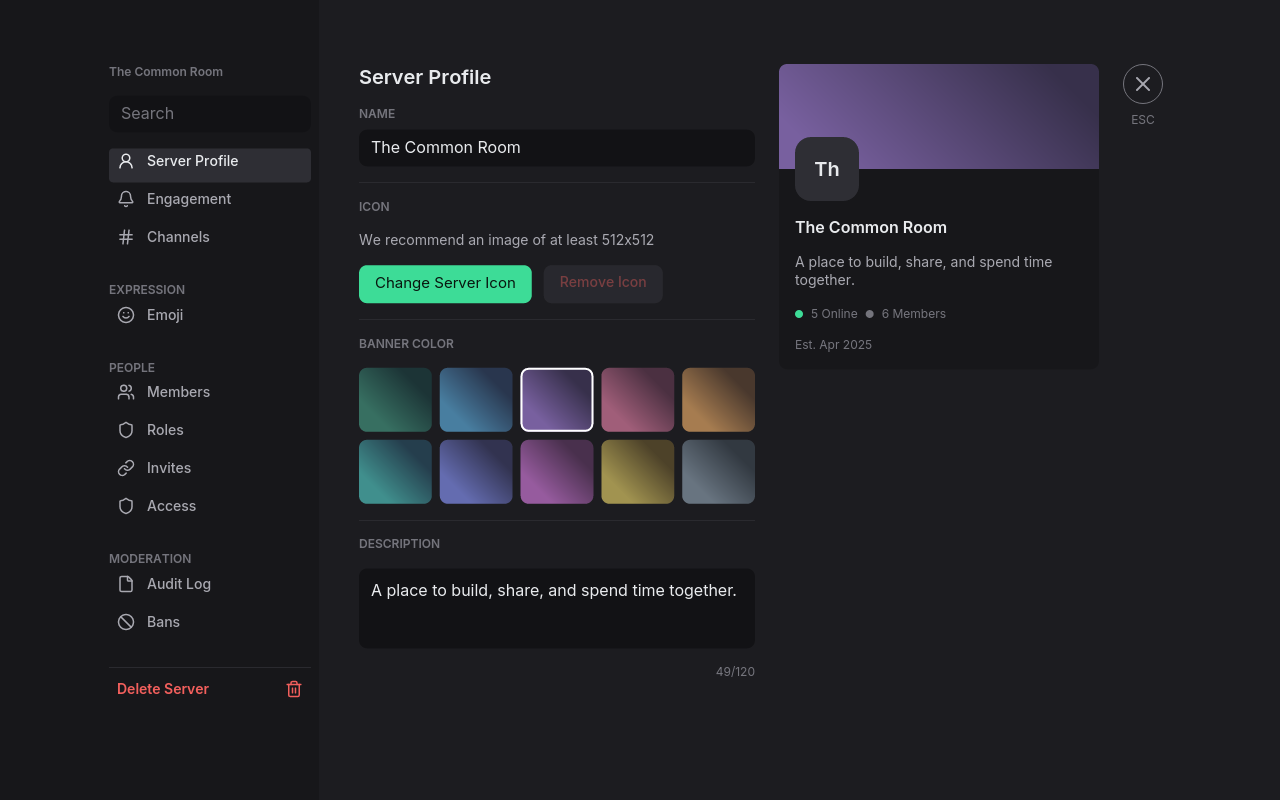 The Common Room
Search
Server Profile
Engagement
Channels
EXPRESSION
Emoji
PEOPLE
Members
Roles
Invites
Access
MODERATION
Audit Log
Bans
Delete Server
Server Profile
NAME
The Common Room
ICON
We recommend an image of at least 512x512
Change Server Icon
Remove Icon
BANNER COLOR
DESCRIPTION
A place to build, share, and spend time together.
49/120
Th
The Common Room
A place to build, share, and spend time
together.
5 Online
6 Members
Est. Apr 2025
ESC